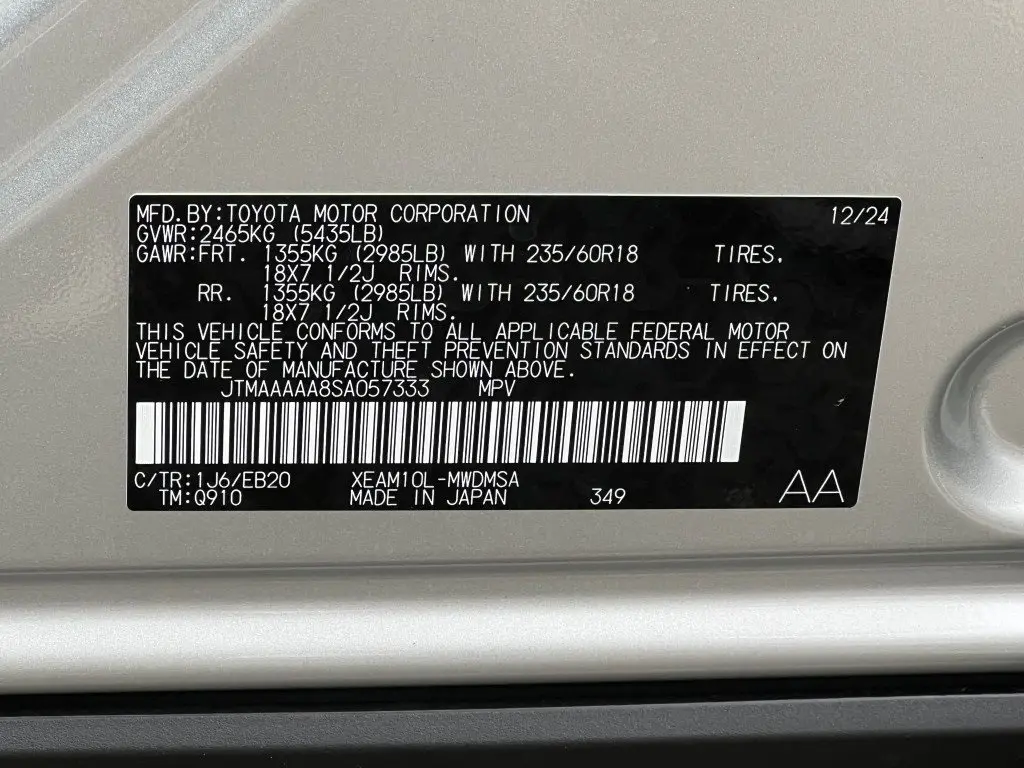 MFD.BY:TOYOTA MOTOR CORPORATION 12/24
GVWR:2465KG (5435LB)
GAWR:FRT. 1355KG (2985LB) WITH 235/60R18 TIRES.
18X7 1/2J RIMS.
RR. 1355KG (2985LB) WITH 235/60R18 TIRES.
18X7 1/2J RIMS.
THIS VEHICLE CONFORMS TO ALL APPLICABLE FEDERAL MOTOR
VEHICLE SAFETY AND THEFT PREVENTION STANDARDS IN EFFECT ON
THE DATE OF MANUFACTURE SHOWN ABOVE.
JTMAAAAA8SA057333 MPV
C/TR:1J6/EB20 XEAM10L-MWDMSA
TM:Q910 MADE IN JAPAN 349 AA